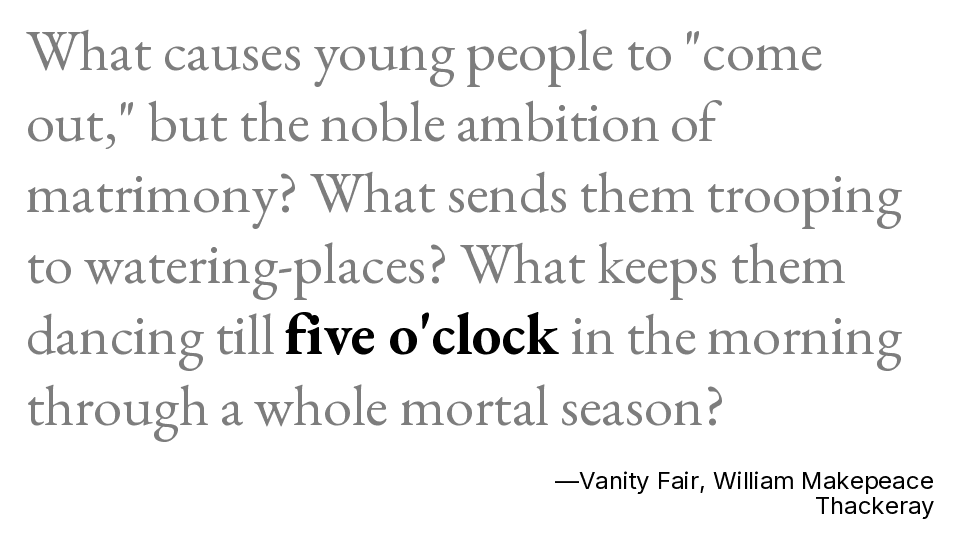 What causes young people to "come
out," but the noble ambition of
matrimony? What sends them trooping
to watering-places? What keeps them
dancing till five o'clock in the morning
through a whole mortal season?
—Vanity Fair, William Makepeace
Thackeray